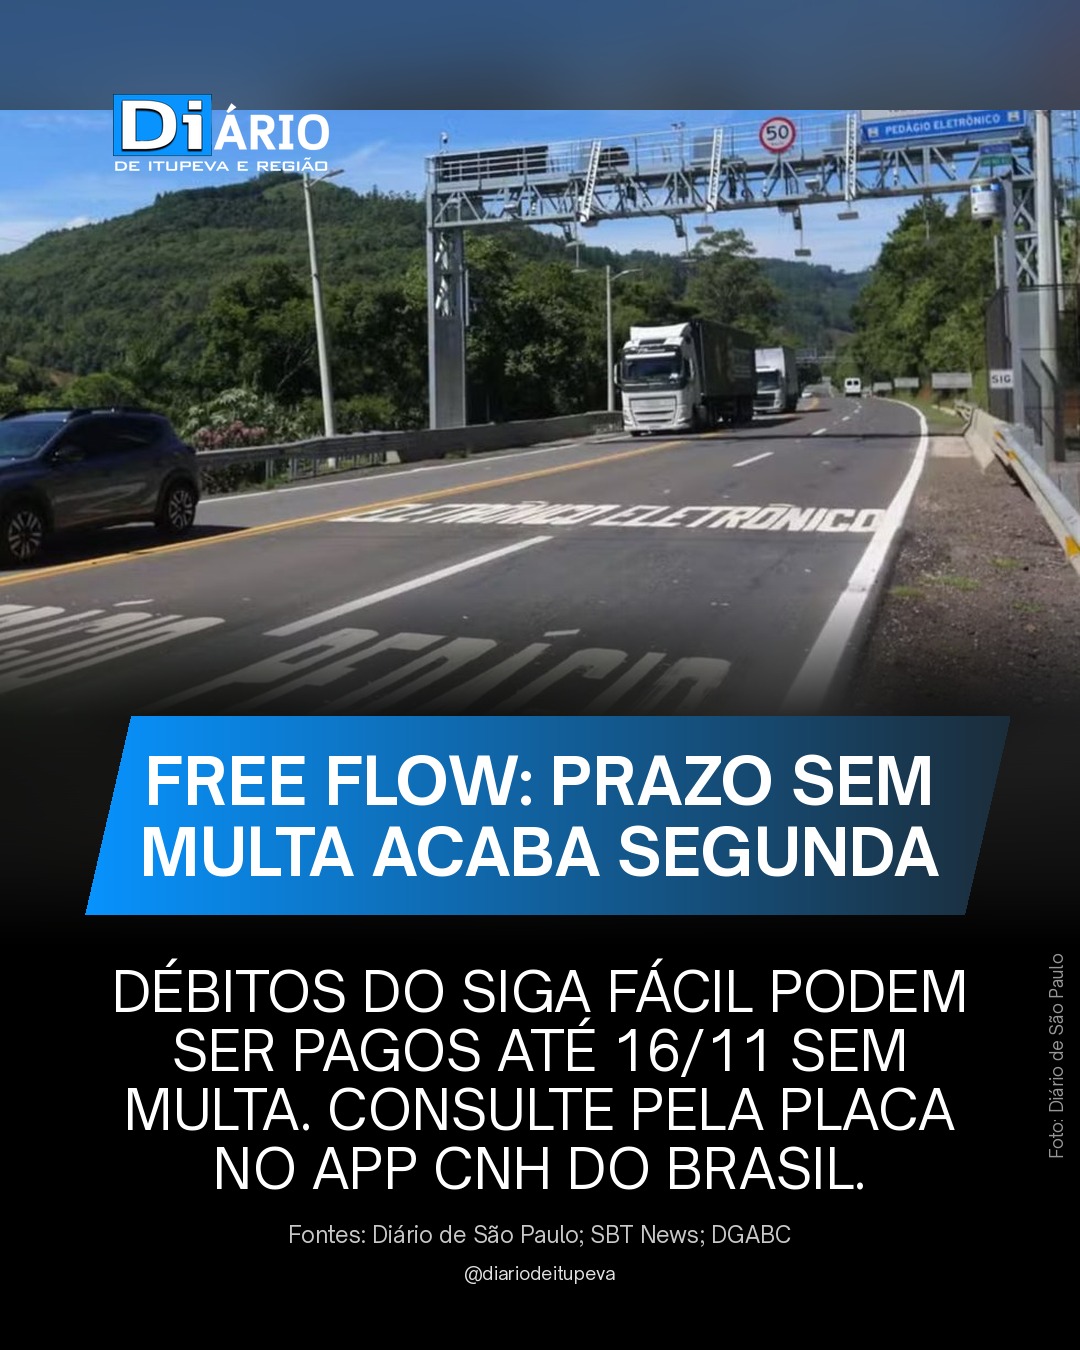 DiÁRIO
DE ITUPEVA E REGIÃO
50
PEDÁGIO ELETRÔNICO
SIG
ELETRÔNICO ELETRÔNICO
PEDÁGIO
FREE FLOW: PRAZO SEM
MULTA ACABA SEGUNDA
DÉBITOS DO SIGA FÁCIL PODEM
SER PAGOS ATÉ 16/11 SEM
MULTA. CONSULTE PELA PLACA
NO APP CNH DO BRASIL.
Foto: Diário de São Paulo
Fontes: Diário de São Paulo; SBT News; DGABC
@diariodeitupeva